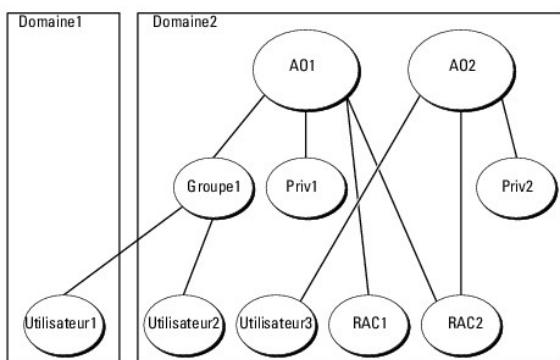 Domaine1
Domaine2
AO1
AO2
Groupe1
Priv1
Priv2
Utilisateur1
Utilisateur2
Utilisateur3
RAC1
RAC2